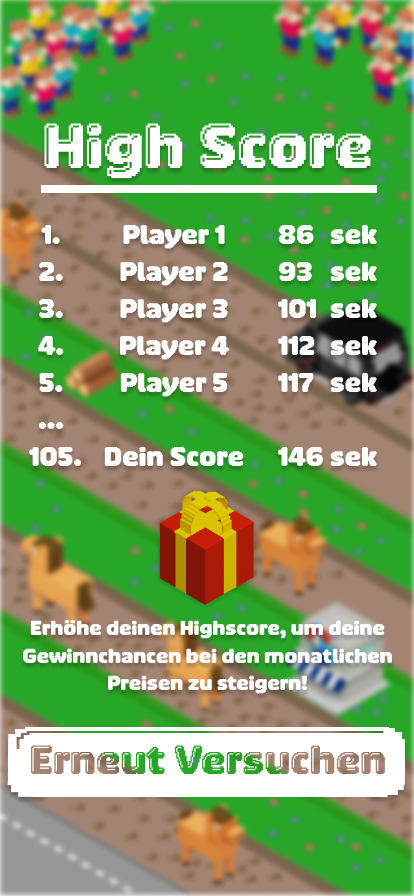 High Score
1. Player 1 86 sek
2. Player 2 93 sek
3. Player 3 101 sek
4. Player 4 112 sek
5. Player 5 117 sek
...
105. Dein Score 146 sek
Erhöhe deinen Highscore, um deine
Gewinnchancen bei den monatlichen
Preisen zu steigern!
Erneut Versuchen